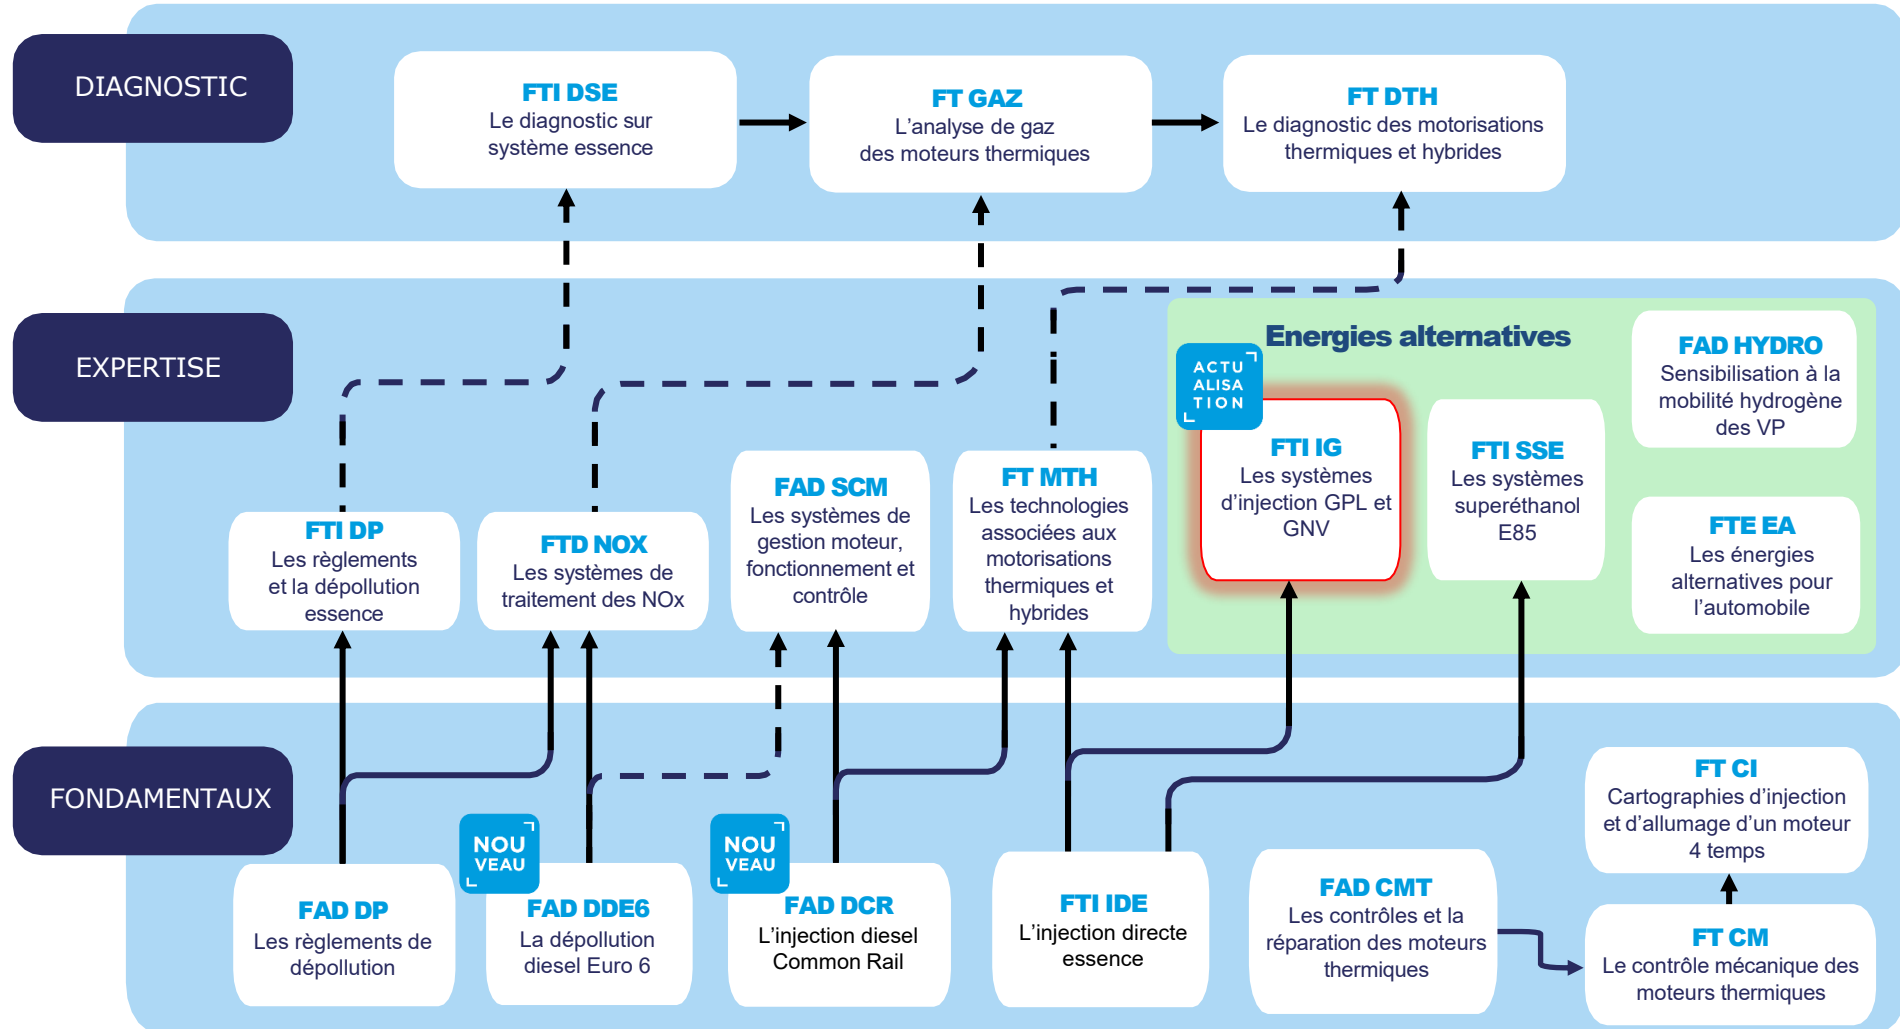 DIAGNOSTIC
FTI DSE
Le diagnostic sur
système essence
FT GAZ
L'analyse de gaz
des moteurs thermiques
FT DTH
Le diagnostic des motorisations
thermiques et hybrides
EXPERTISE
Energies alternatives
ACTU
ALISA
TION
FTI DP
Les règlements
et la dépollution
essence
FTD NOX
Les systèmes de
traitement des NOx
FAD SCM
Les systèmes de
gestion moteur,
fonctionnement et
contrôle
FT MTH
Les technologies
associées aux
motorisations
thermiques et
hybrides
FTI IG
Les systèmes
d'injection GPL et
GNV
FTI SSE
Les systèmes
superéthanol
E85
FAD HYDRO
Sensibilisation à la
mobilité hydrogène
des VP
FTE EA
Les énergies
alternatives pour
l'automobile
FONDAMENTAUX
FAD DP
Les règlements de
dépollution
NOU
VEAU
FAD DDE6
La dépollution
diesel Euro 6
NOU
VEAU
FAD DCR
L'injection diesel
Common Rail
FTI IDE
L'injection directe
essence
FAD CMT
Les contrôles et la
réparation des moteurs
thermiques
FT CI
Cartographies d'injection
et d'allumage d'un moteur
4 temps
FT CM
Le contrôle mécanique des
moteurs thermiques